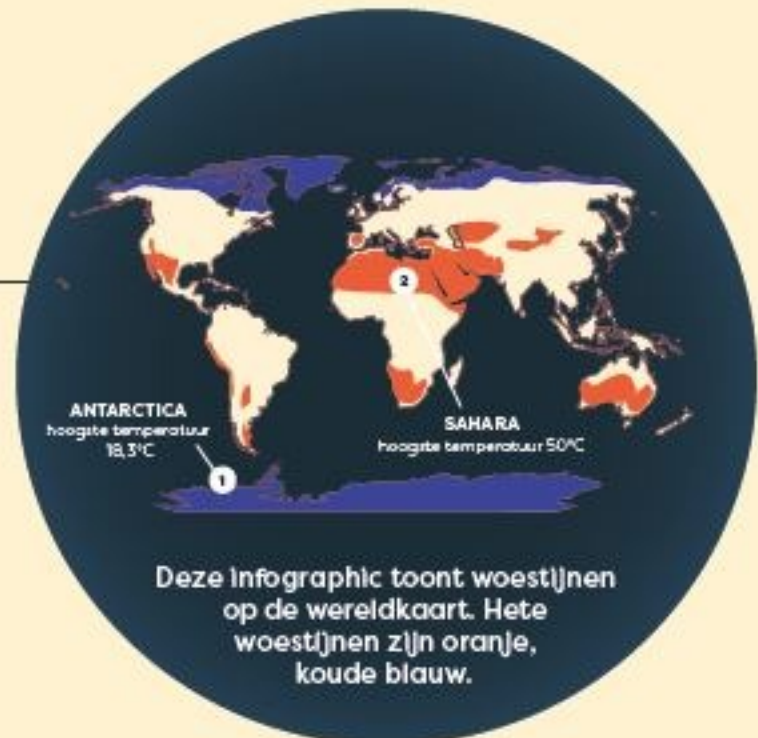 2
ANTARCTICA
hoogste temperatuur
18,3°C
1
SAHARA
hoogste temperatuur 50°C
Deze infographic toont woestijnen
op de wereldkaart. Hete
woestijnen zijn oranje,
koude blauw.